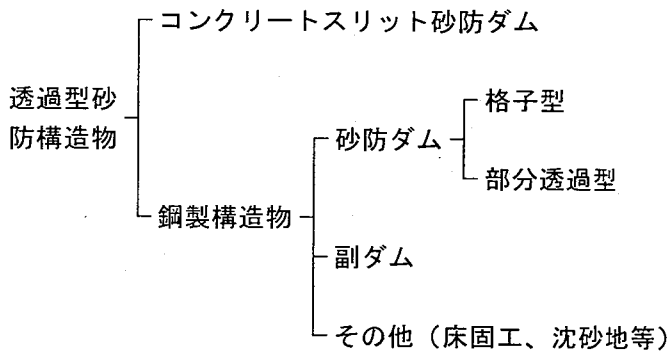 コンクリートスリット砂防ダム
透過型砂
防構造物
格子型
砂防ダム
部分透過型
鋼製構造物
副ダム
その他（床固工、沈砂地等）